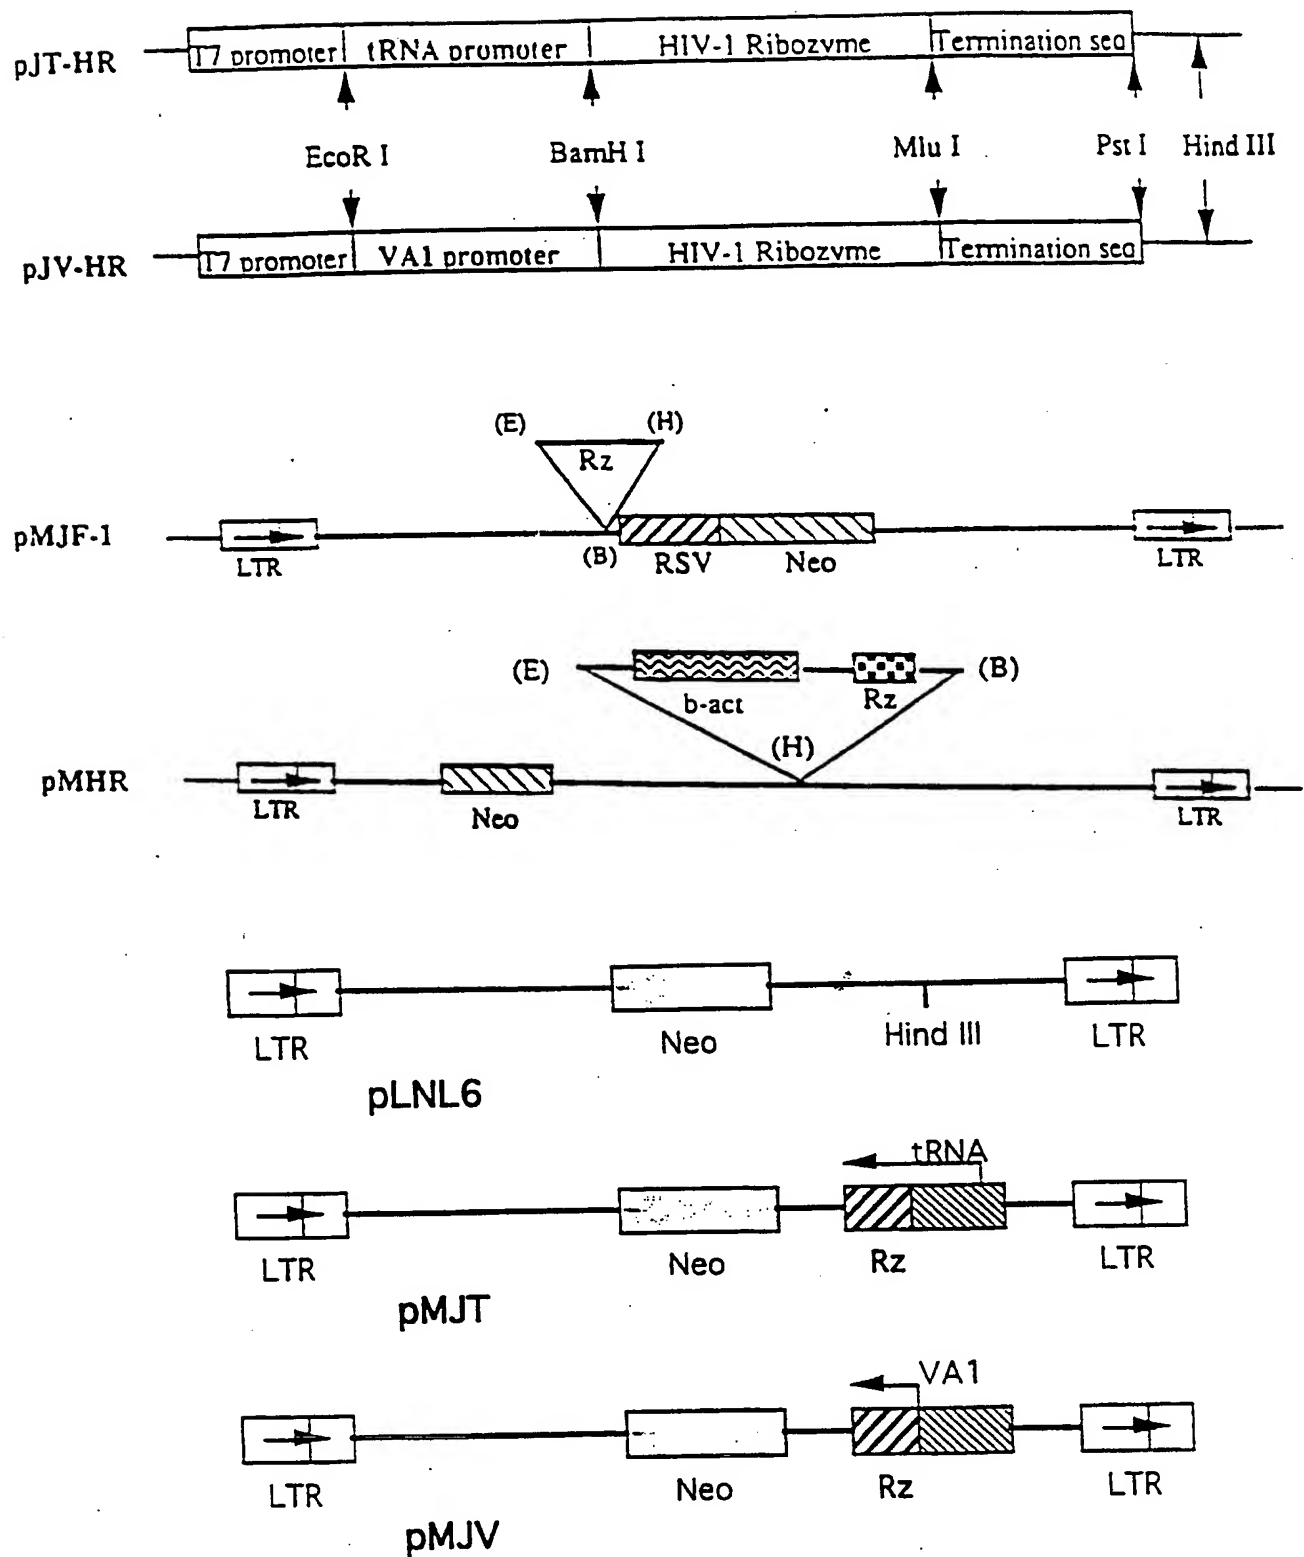 pJT-HR T7 promoter tRNA promoter HIV-1 Ribozyme Termination seq
EcoR I BamH I Mlu I Pst I Hind III
pJV-HR T7 promoter VA1 promoter HIV-1 Ribozyme Termination seq
(E) (H)
Rz
pMJF-1
LTR (B) RSV Neo LTR
(E) (B)
b-act Rz
(H)
pMHR
LTR Neo LTR
LTR Neo Hind III LTR
pLNL6
tRNA
LTR Neo Rz LTR
pMJT
VA1
LTR Neo Rz LTR
pMJV